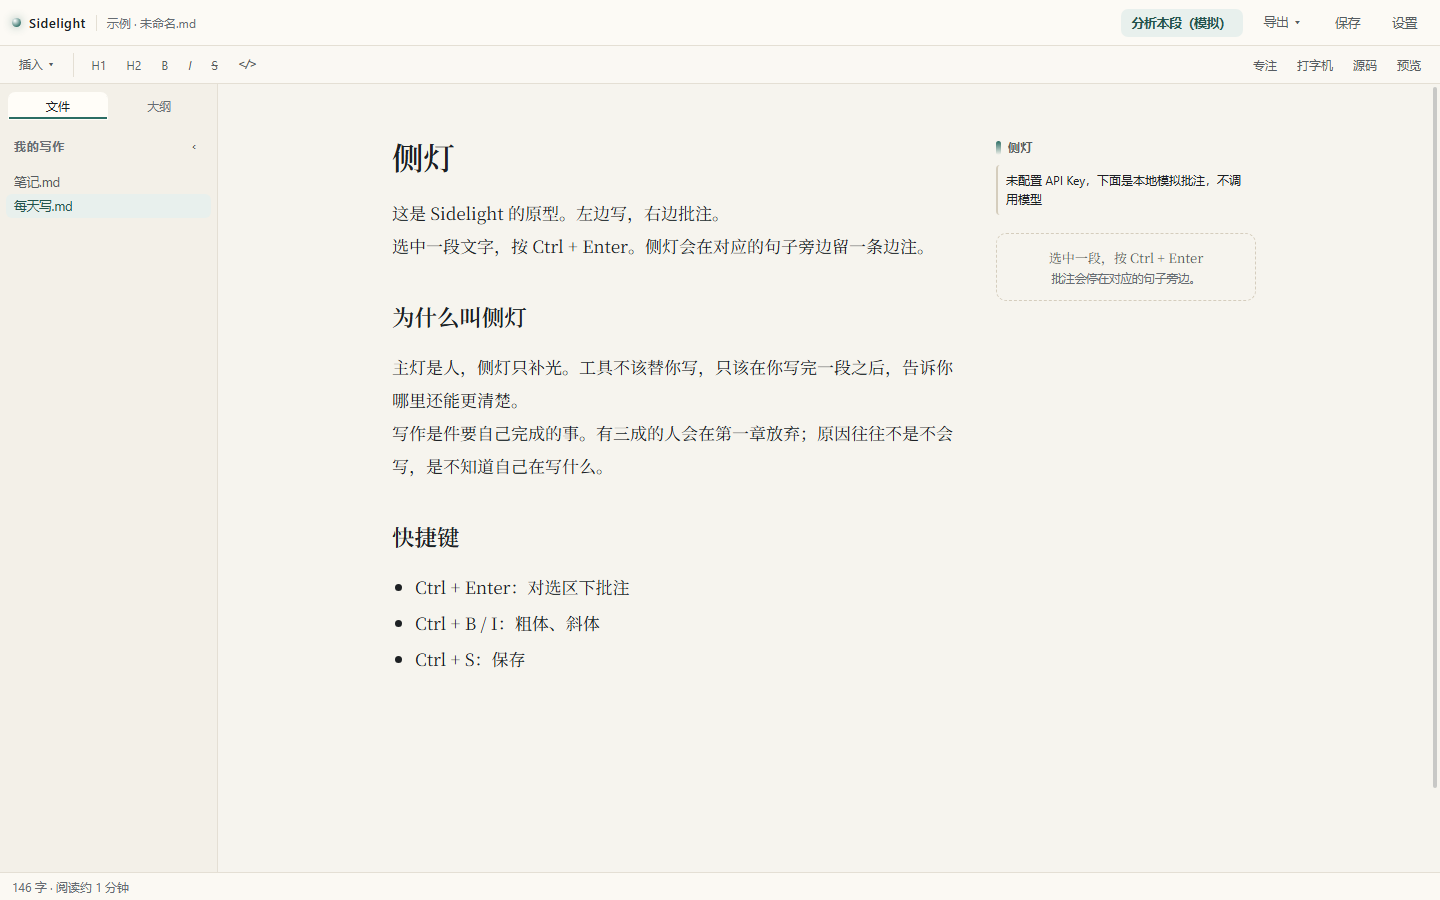 Sidelight
示例 · 未命名.md
分析本段（模拟）
导出
保存
设置
插入
H1
H2
B
I
S
</>
专注
打字机
源码
预览
文件
大纲
我的写作
笔记.md
每天写.md
侧灯
这是 Sidelight 的原型。左边写，右边批注。
选中一段文字，按 Ctrl + Enter。侧灯会在对应的句子旁边留一条边注。
为什么叫侧灯
主灯是人，侧灯只补光。工具不该替你写，只该在你写完一段之后，告诉你
哪里还能更清楚。
写作是件要自己完成的事。有三成的人会在第一章放弃；原因往往不是不会
写，是不知道自己在写什么。
快捷键
Ctrl + Enter：对选区下批注
Ctrl + B / I：粗体、斜体
Ctrl + S：保存
侧灯
未配置 API Key，下面是本地模拟批注，不调
用模型
选中一段，按 Ctrl + Enter
批注会停在对应的句子旁边。
146 字 · 阅读约 1 分钟